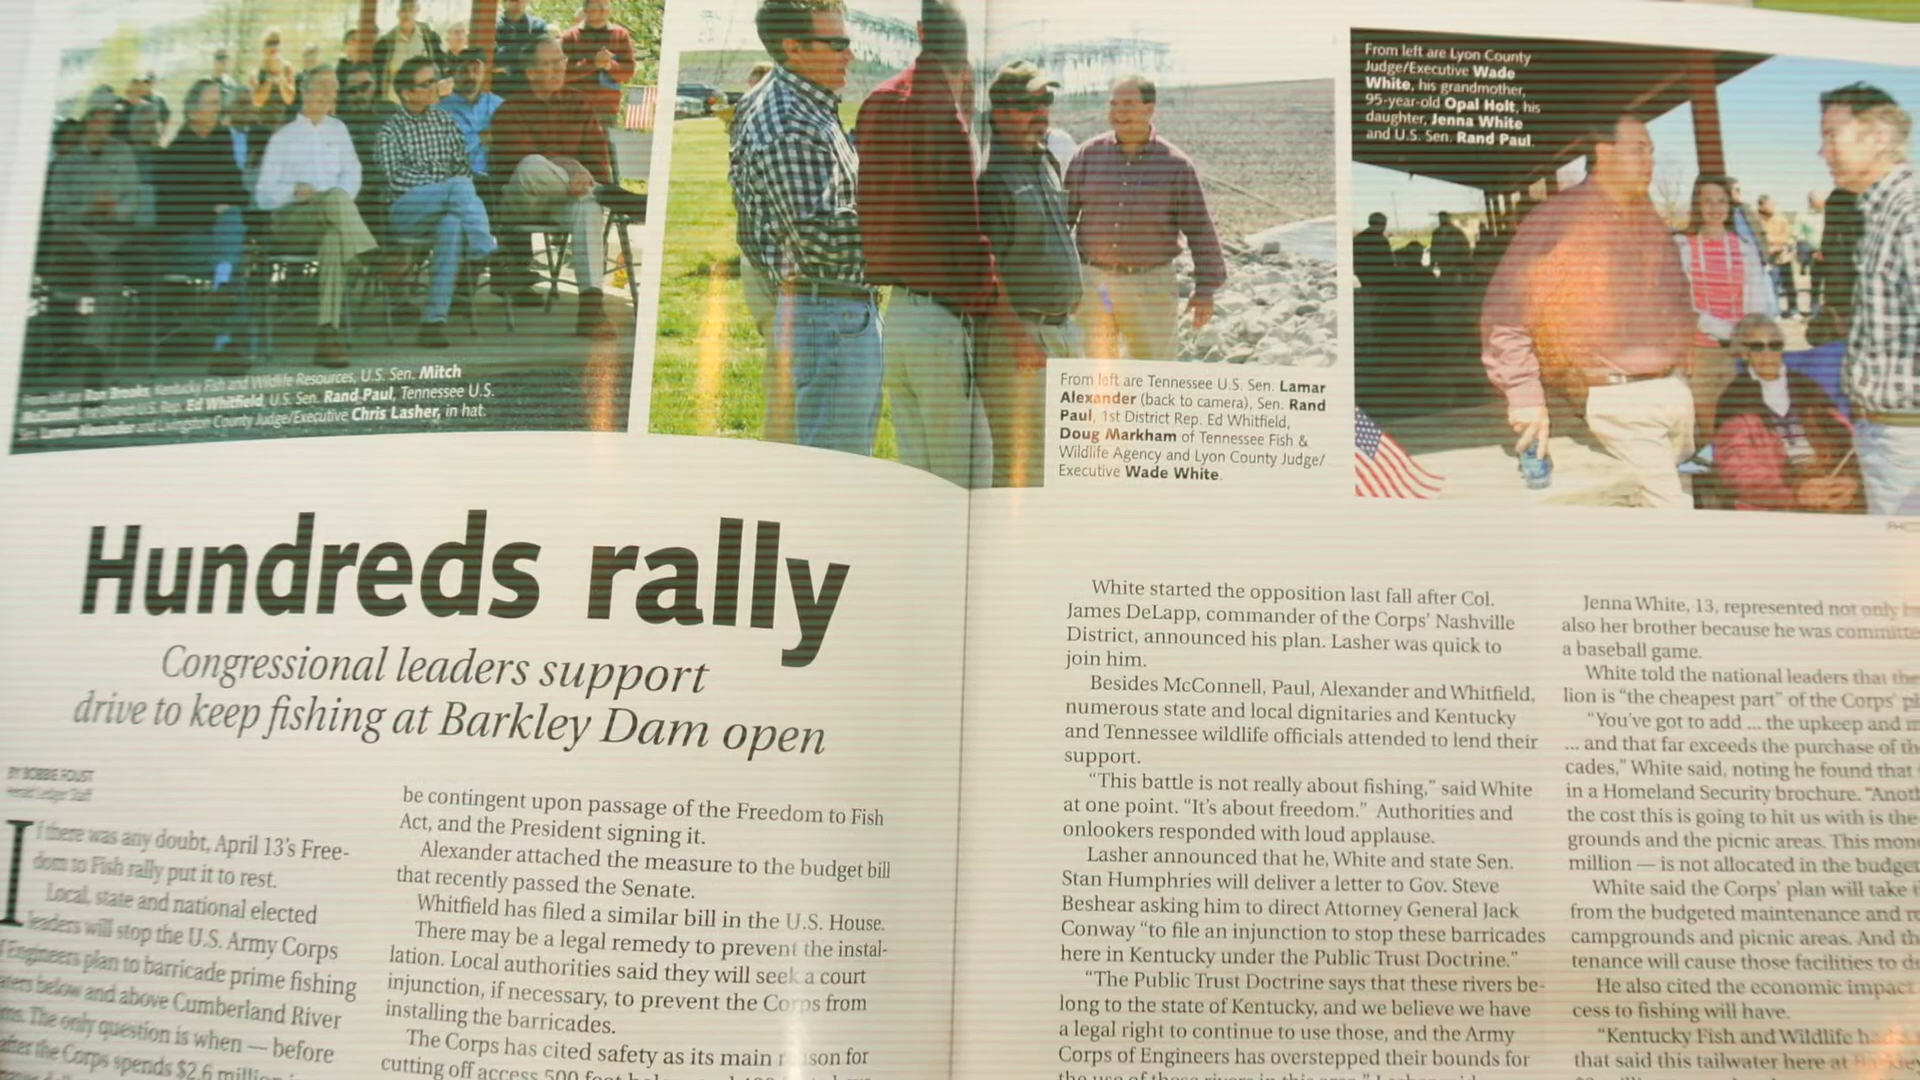 From left are Ron Brooks, Kentucky Fish and Wildlife Resources, U.S. Sen. Mitch
McConnell, 1st District U.S. Rep. Ed Whitfield, U.S. Sen. Rand Paul, Tennessee U.S.
Sen. Lamar Alexander and Livingston County Judge/Executive Chris Lasher, in hat.
From left are Tennessee U.S. Sen. Lamar
Alexander (back to camera), Sen. Rand
Paul, 1st District Rep. Ed Whitfield,
Doug Markham of Tennessee Fish &
Wildlife Agency and Lyon County Judge/
Executive Wade White.
From left are Lyon County
Judge/Executive Wade
White, his grandmother,
95-year-old Opal Holt, his
daughter, Jenna White
and U.S. Sen. Rand Paul.
Hundreds rally
Congressional leaders support
drive to keep fishing at Barkley Dam open
BY BOBBIE FOUST
Herald Ledger Staff
If there was any doubt, April 13's Free-
dom to Fish rally put it to rest.
Local, state and national elected
leaders will stop the U.S. Army Corps
Engineers plan to barricade prime fishing
below and above Cumberland River
The only question is when — before
after the Corps spends $2.6
be contingent upon passage of the Freedom to Fish
Act, and the President signing it.
Alexander attached the measure to the budget bill
that recently passed the Senate.
Whitfield has filed a similar bill in the U.S. House.
There may be a legal remedy to prevent the instal-
lation. Local authorities said they will seek a court
injunction, if necessary, to prevent the Corps from
installing the barricades.
The Corps has cited safety as its main reason for
cutting off access 500 feet
White started the opposition last fall after Col.
James DeLapp, commander of the Corps' Nashville
District, announced his plan. Lasher was quick to
join him.
Besides McConnell, Paul, Alexander and Whitfield,
numerous state and local dignitaries and Kentucky
and Tennessee wildlife officials attended to lend their
support.
"This battle is not really about fishing," said White
at one point. "It's about freedom." Authorities and
onlookers responded with loud applause.
Lasher announced that he, White and state Sen.
Stan Humphries will deliver a letter to Gov. Steve
Beshear asking him to direct Attorney General Jack
Conway "to file an injunction to stop these barricades
here in Kentucky under the Public Trust Doctrine."
"The Public Trust Doctrine says that these rivers be-
long to the state of Kentucky, and we believe we have
a legal right to continue to use those, and the Army
Corps of Engineers has overstepped their bounds for
the use of these rivers in this area,"
Jenna White, 13, represented not only
also her brother because he was
a baseball game.
White told the national leaders that
lion is "the cheapest part" of the Corps'
"You've got to add ... the upkeep and
... and that far exceeds the purchase of
cades," White said, noting he found that
in a Homeland Security brochure.
the cost this is going to hit us with is the
grounds and the picnic areas. This
million — is not allocated in the budget
White said the Corps' plan will take
from the budgeted maintenance and
campgrounds and picnic areas. And
tenance will cause those facilities to
He also cited the economic impact
cess to fishing will have.
"Kentucky Fish and Wildlife
that said this tailwater here at